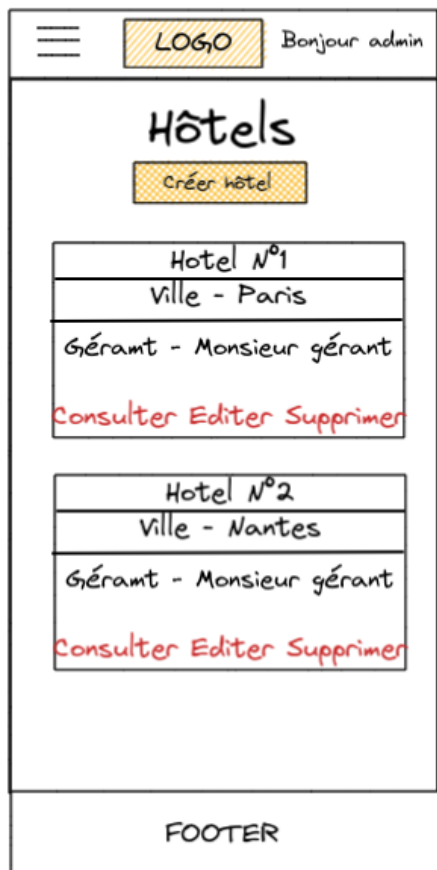 LOGO Bonjour admin
Hôtels
Créer hôtel
Hotel N°1
Ville - Paris
Géramt - Monsieur gérant
Consulter Editer Supprimer
Hotel N°2
Ville - Nantes
Géramt - Monsieur gérant
Consulter Editer Supprimer
FOOTER